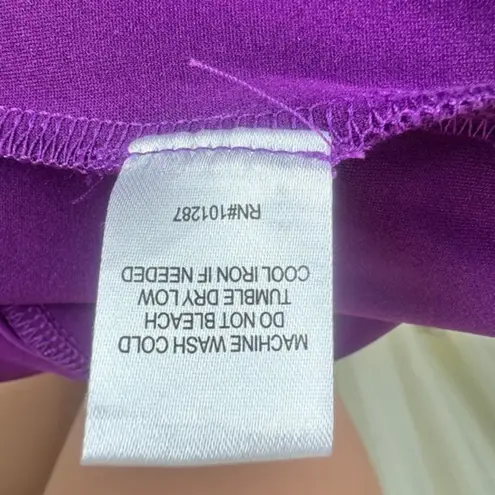 MACHINE WASH COLD
DO NOT BLEACH
TUMBLE DRY LOW
COOL IRON IF NEEDED
RN#101287